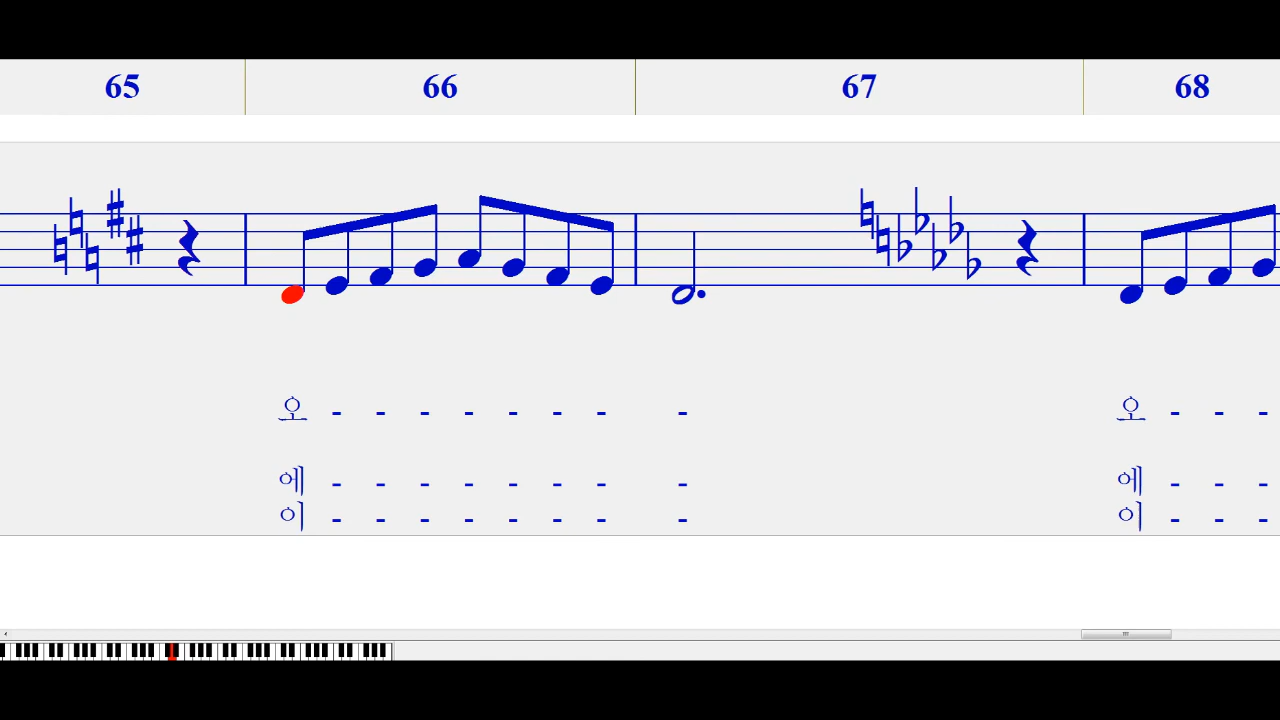 65 66 67 68
오 - - - - - - - - 오 - - -
에 - - - - - - - - 에 - - -
이 - - - - - - - - 이 - - -